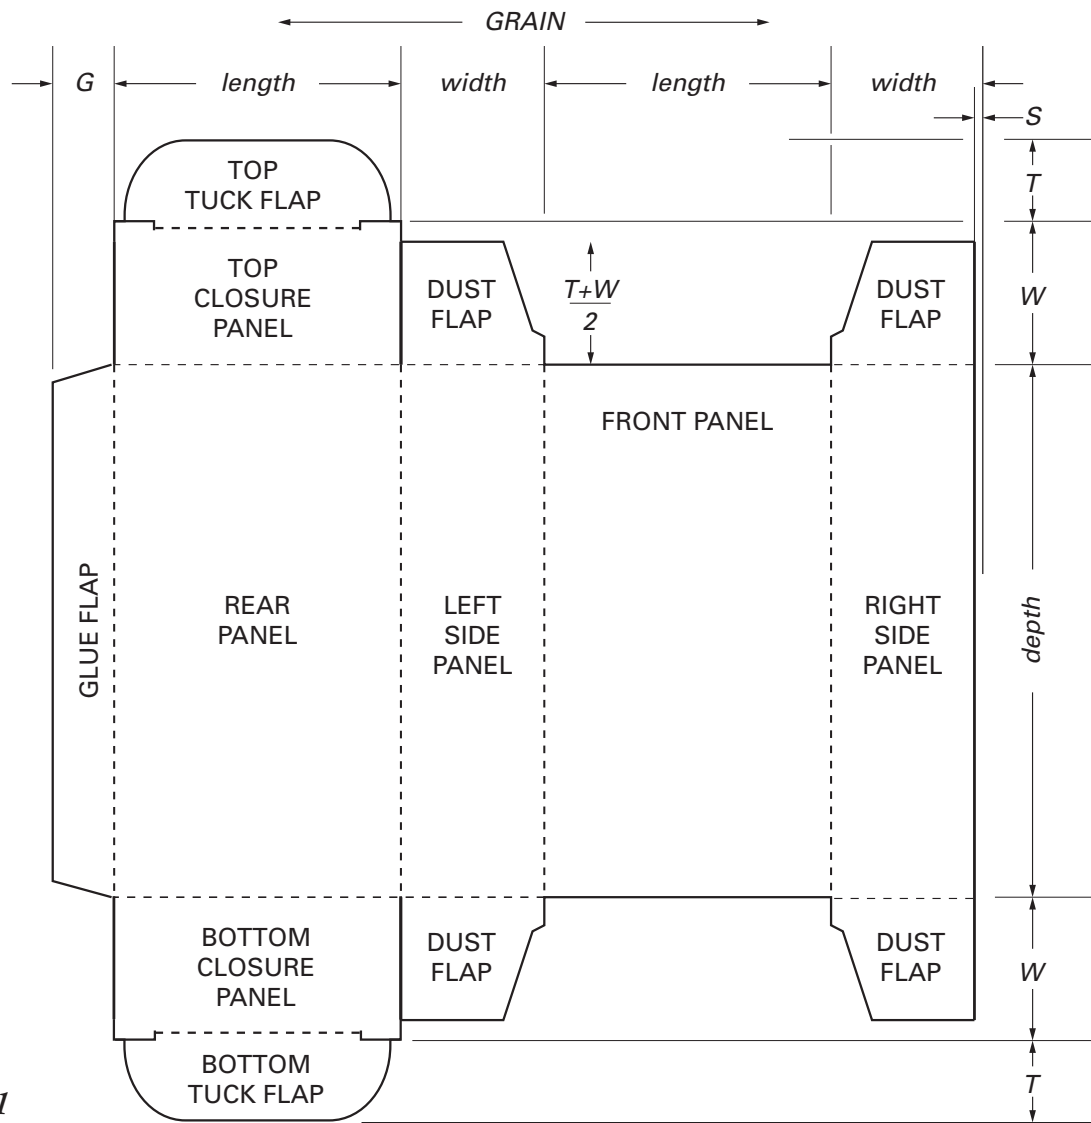 GRAIN
G
length
width
length
width
S
T
TOP
TUCK FLAP
TOP
CLOSURE
PANEL
DUST
FLAP
T+W
2
DUST
FLAP
W
FRONT PANEL
GLUE FLAP
REAR
PANEL
LEFT
SIDE
PANEL
RIGHT
SIDE
PANEL
depth
BOTTOM
CLOSURE
PANEL
DUST
FLAP
DUST
FLAP
W
BOTTOM
TUCK FLAP
T
1